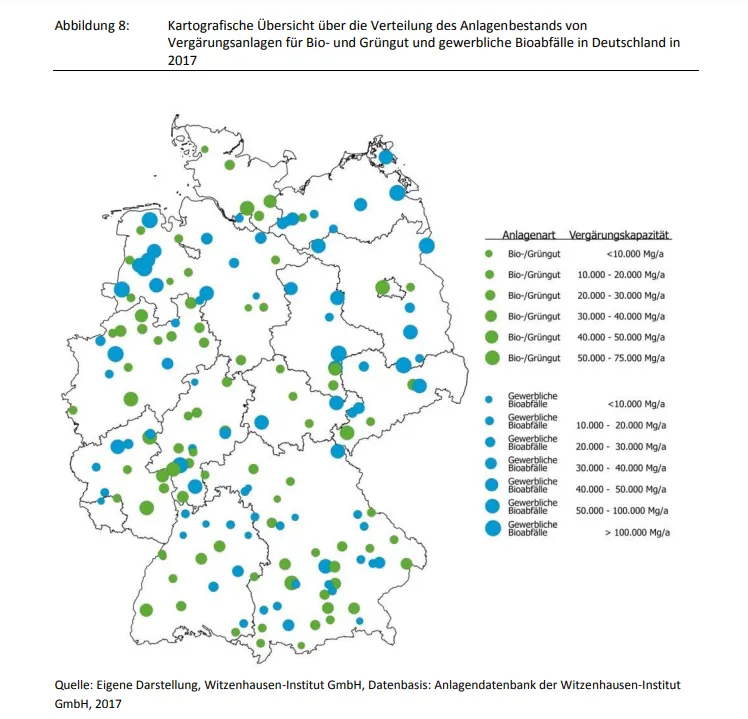 Abbildung 8: Kartografische Übersicht über die Verteilung des Anlagenbestands von
Vergärungsanlagen für Bio- und Grüngut und gewerbliche Bioabfälle in Deutschland in
2017
Anlagenart Vergärungskapazität
Bio-/Grüngut <10.000 Mg/a
Bio-/Grüngut 10.000 - 20.000 Mg/a
Bio-/Grüngut 20.000 - 30.000 Mg/a
Bio-/Grüngut 30.000 - 40.000 Mg/a
Bio-/Grüngut 40.000 - 50.000 Mg/a
Bio-/Grüngut 50.000 - 75.000 Mg/a
Gewerbliche
Bioabfälle <10.000 Mg/a
Gewerbliche
Bioabfälle 10.000 - 20.000 Mg/a
Gewerbliche
Bioabfälle 20.000 - 30.000 Mg/a
Gewerbliche
Bioabfälle 30.000 - 40.000 Mg/a
Gewerbliche
Bioabfälle 40.000 - 50.000 Mg/a
Gewerbliche
Bioabfälle 50.000 - 100.000 Mg/a
Gewerbliche
Bioabfälle > 100.000 Mg/a
Quelle: Eigene Darstellung, Witzenhausen-Institut GmbH, Datenbasis: Anlagendatenbank der Witzenhausen-Institut
GmbH, 2017